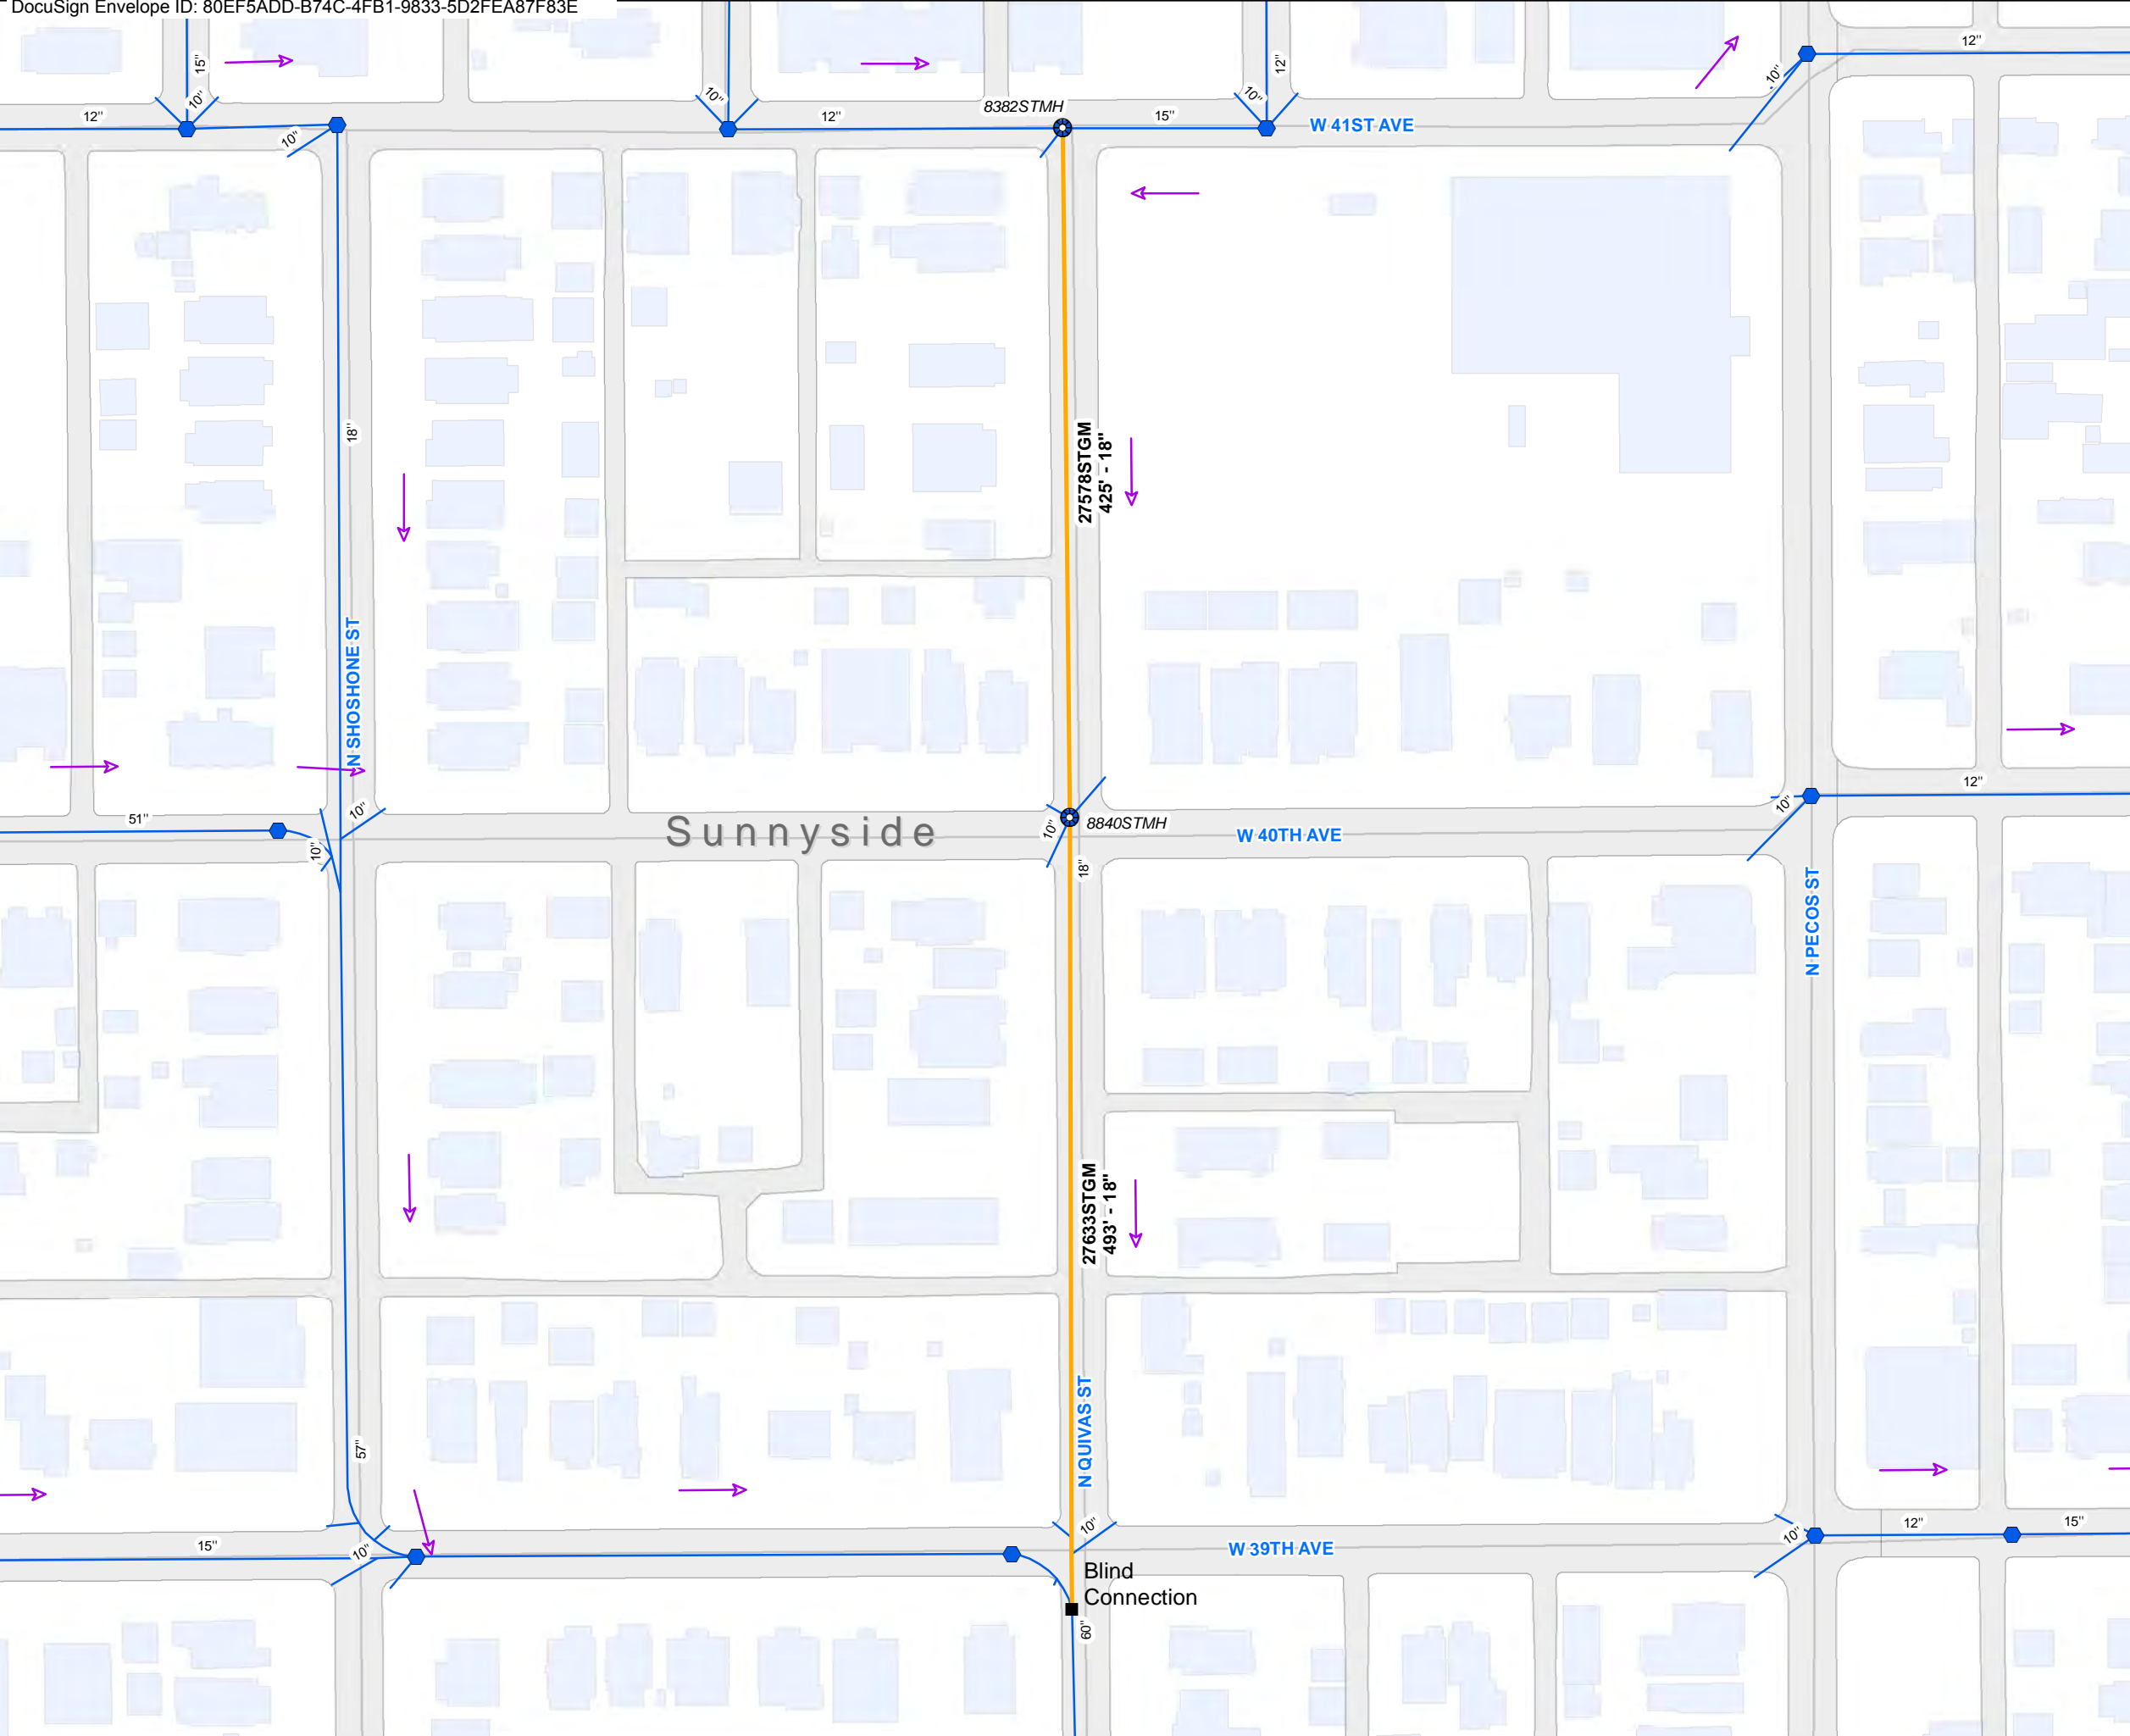 DocuSign Envelope ID: 80EF5ADD-B74C-4FB1-9833-5D2FEA87F83E
12"
15"
12"
10"
10"
10"
12"
10"
8382STMH
12"
15"
W 41ST AVE
10"
18"
27578STGM
425' - 18"
N SHOSHONE ST
12"
10"
51"
10"
10"
Sunnyside
10"
8840STMH
W 40TH AVE
18"
N PECOS ST
27633STGM
493' - 18"
N QUIVAS ST
57"
10"
12"
15"
10"
15"
10"
W 39TH AVE
Blind
Connection
60"